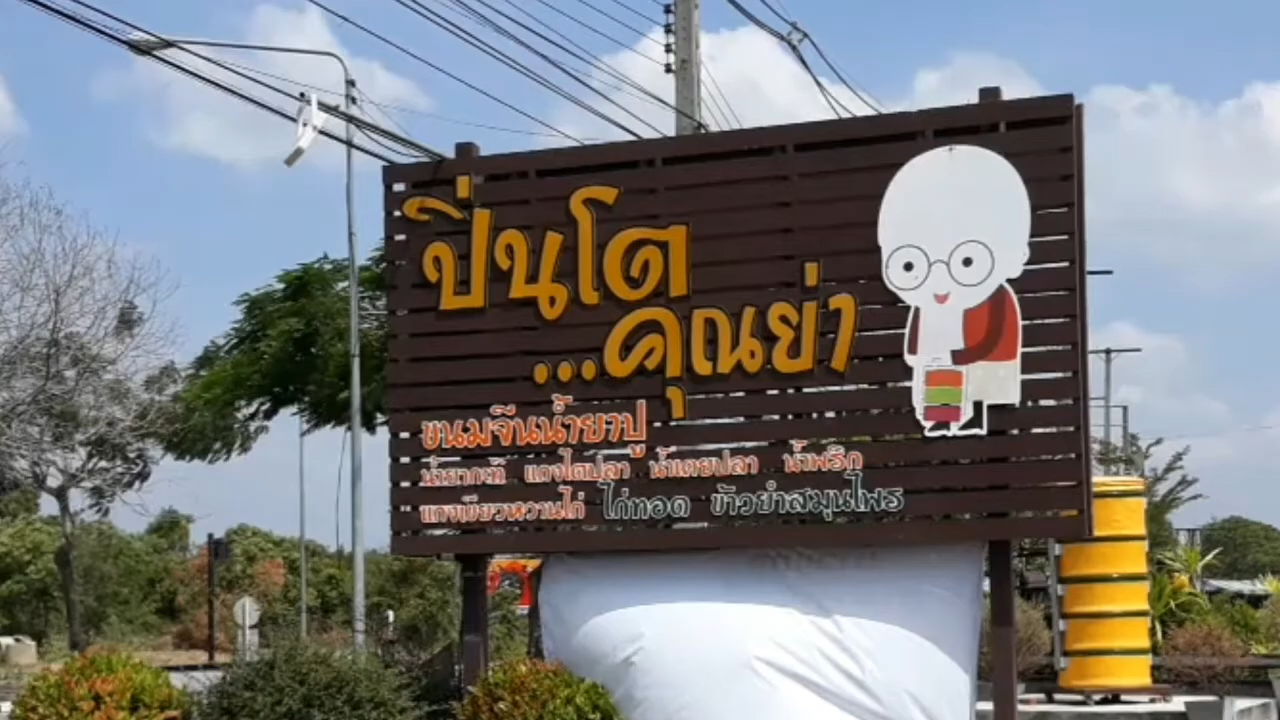 ปิ่นโต
...คุณย่า
ขนมจีนน้ำยาปู
น้ำยากะทิ แกงไตปลา น้ำเคยปลา น้ำพริก
แกงเขียวหวานไก่ ไก่ทอด ข้าวยำสมุนไพร